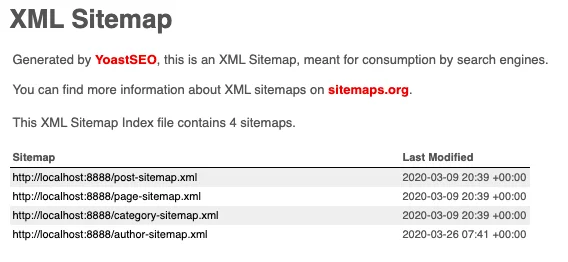 XML Sitemap
Generated by YoastSEO, this is an XML Sitemap, meant for consumption by search engines.
You can find more information about XML sitemaps on sitemaps.org.
This XML Sitemap Index file contains 4 sitemaps.
Sitemap Last Modified
http://localhost:8888/post-sitemap.xml 2020-03-09 20:39 +00:00
http://localhost:8888/page-sitemap.xml 2020-03-09 20:39 +00:00
http://localhost:8888/category-sitemap.xml 2020-03-09 20:39 +00:00
http://localhost:8888/author-sitemap.xml 2020-03-26 07:41 +00:00